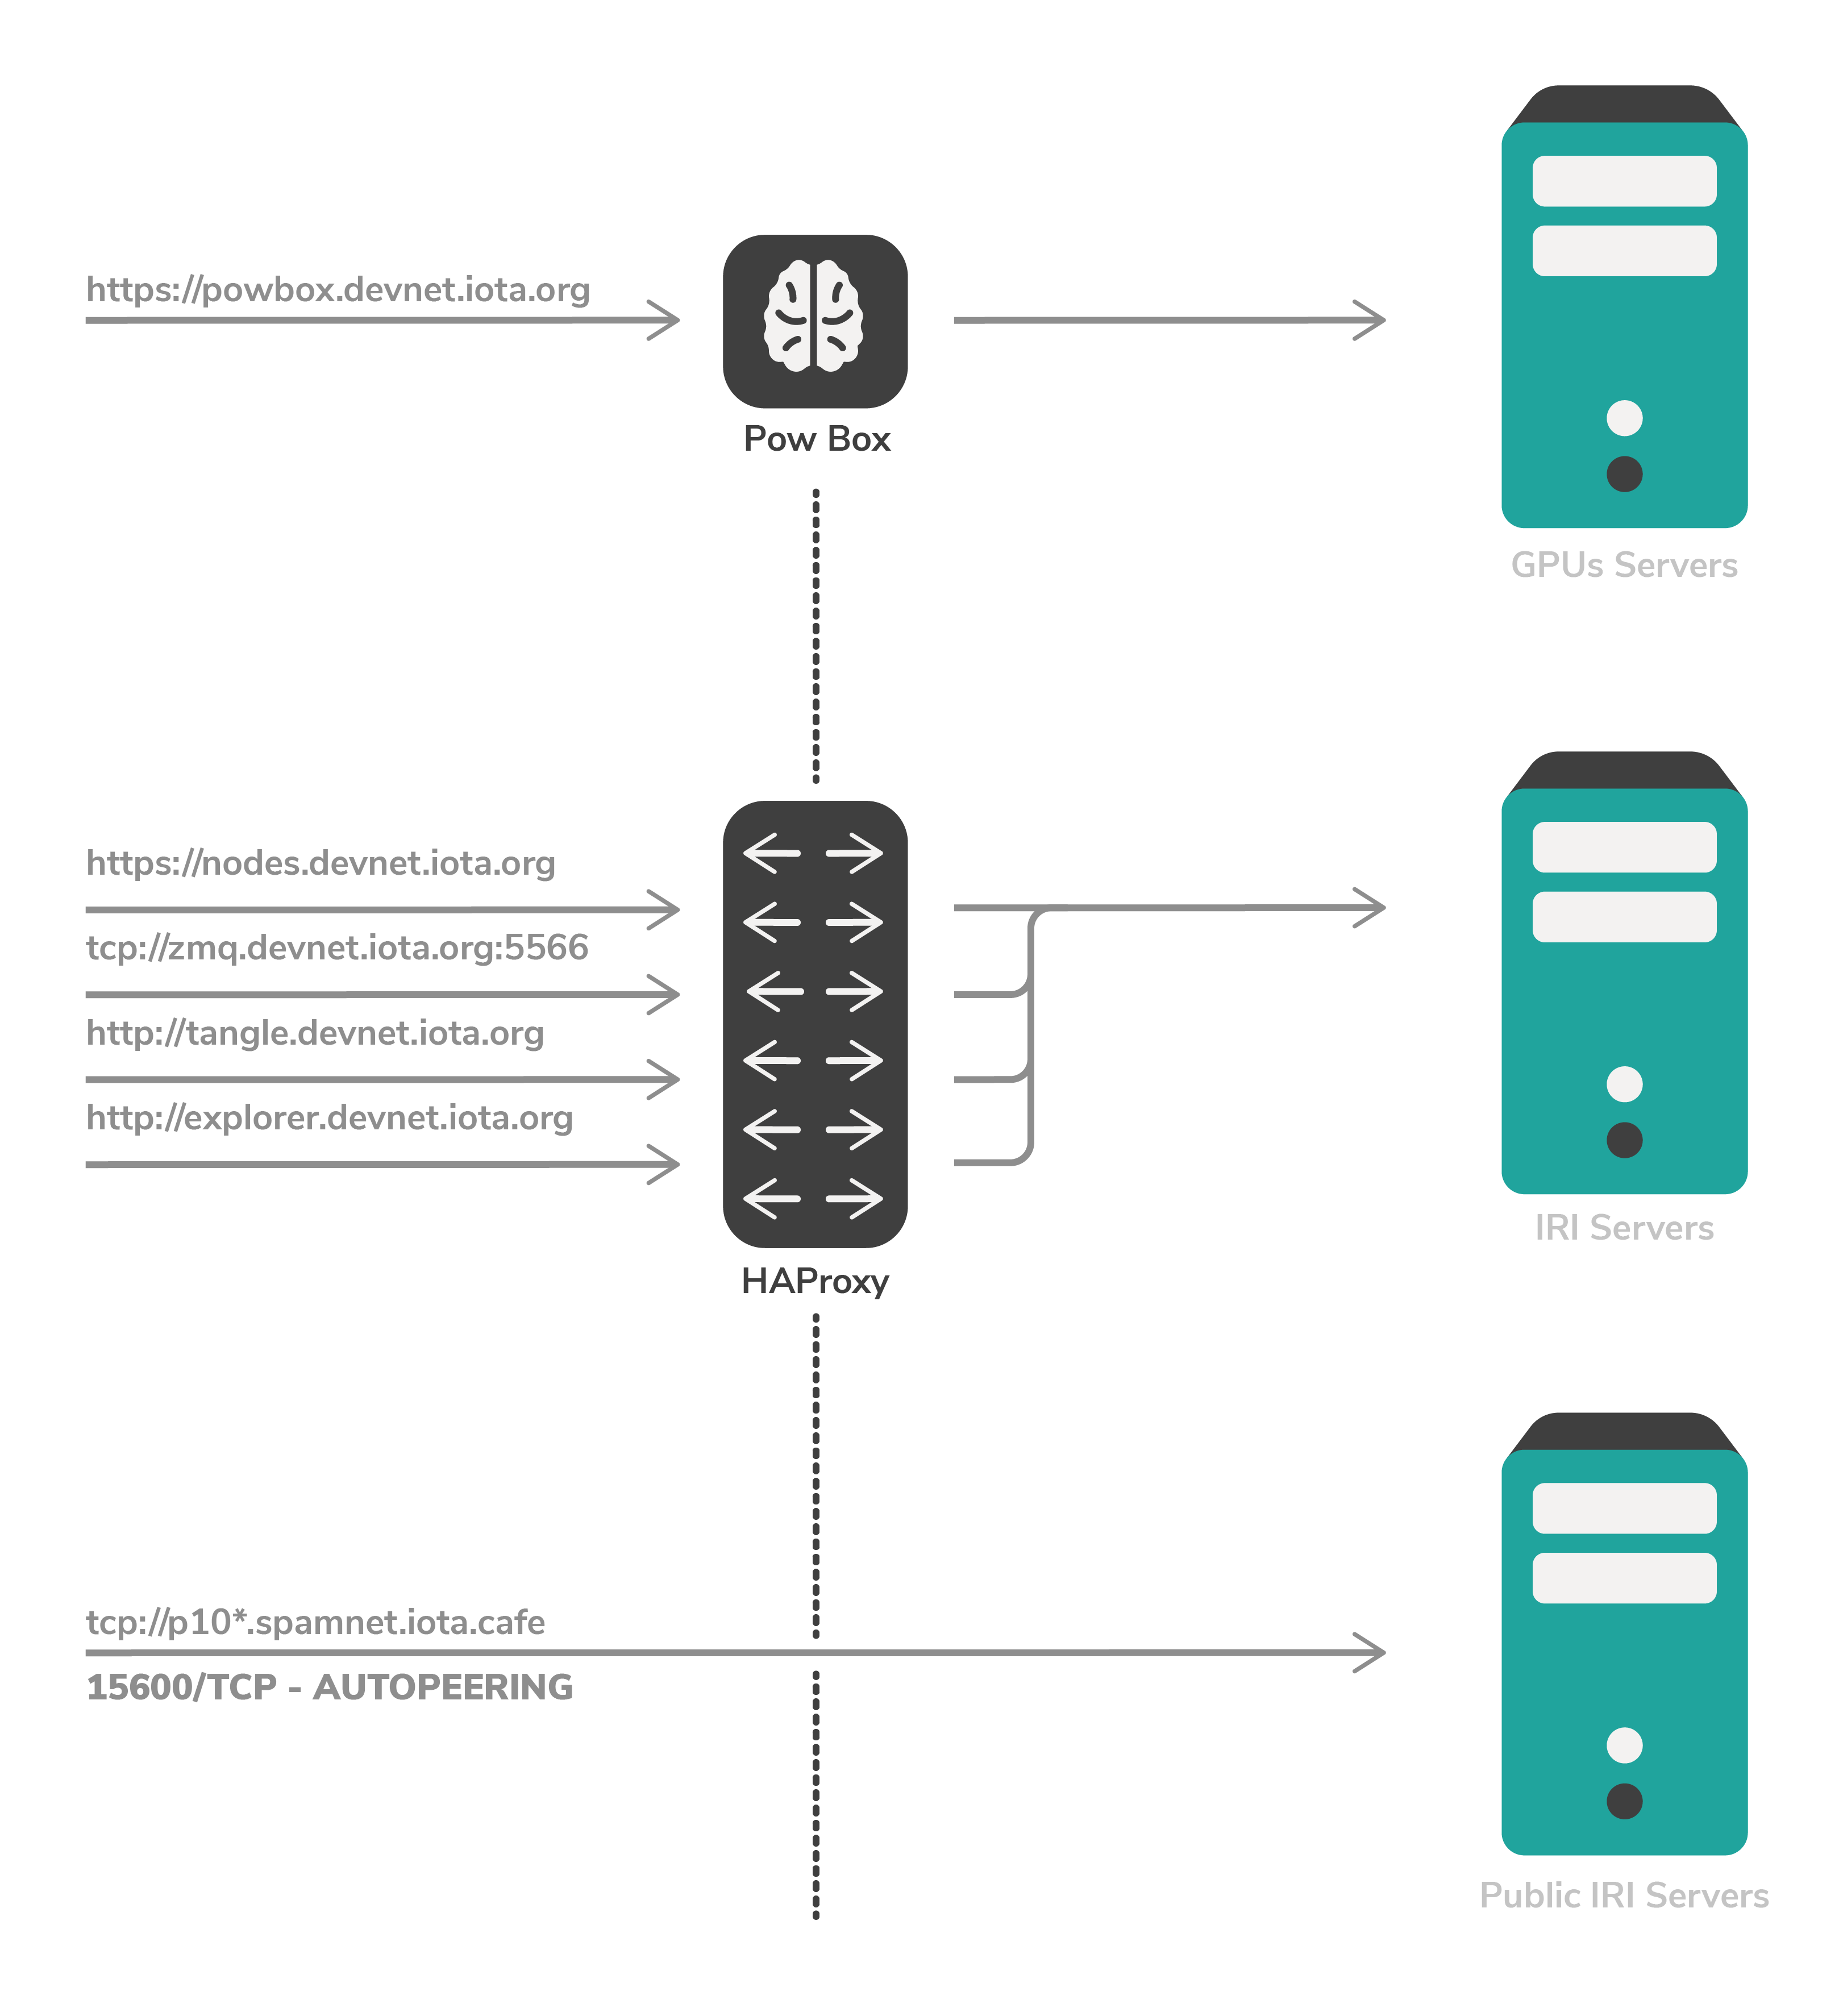 https://powbox.devnet.iota.org
Pow Box
GPUs Servers
https://nodes.devnet.iota.org
tcp://zmq.devnet.iota.org:5566
http://tangle.devnet.iota.org
http://explorer.devnet.iota.org
HAProxy
IRI Servers
tcp://p10*.spamnet.iota.cafe
15600/TCP - AUTOPEERING
Public IRI Servers